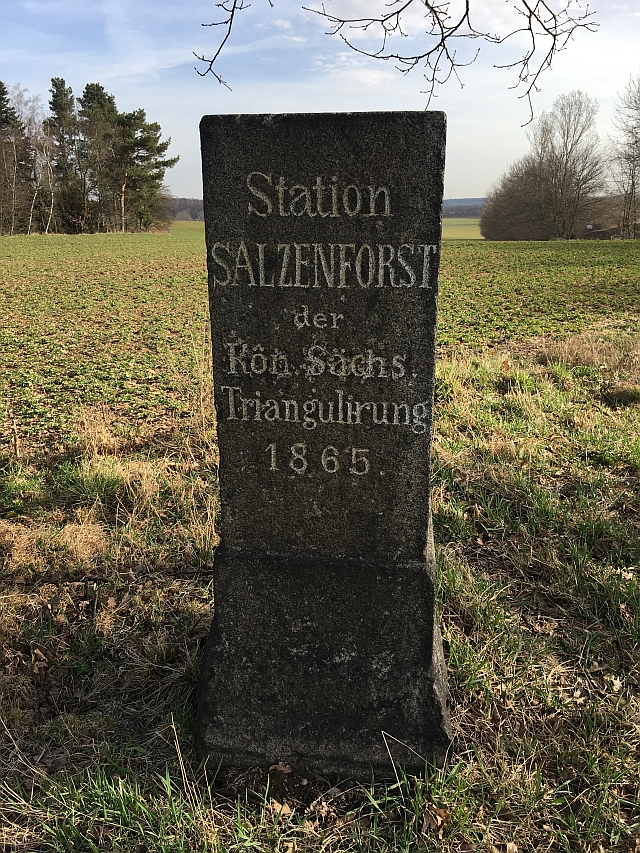 Station
SALZENFORST
der
Kön. Sächs.
Triangulirung
1865.